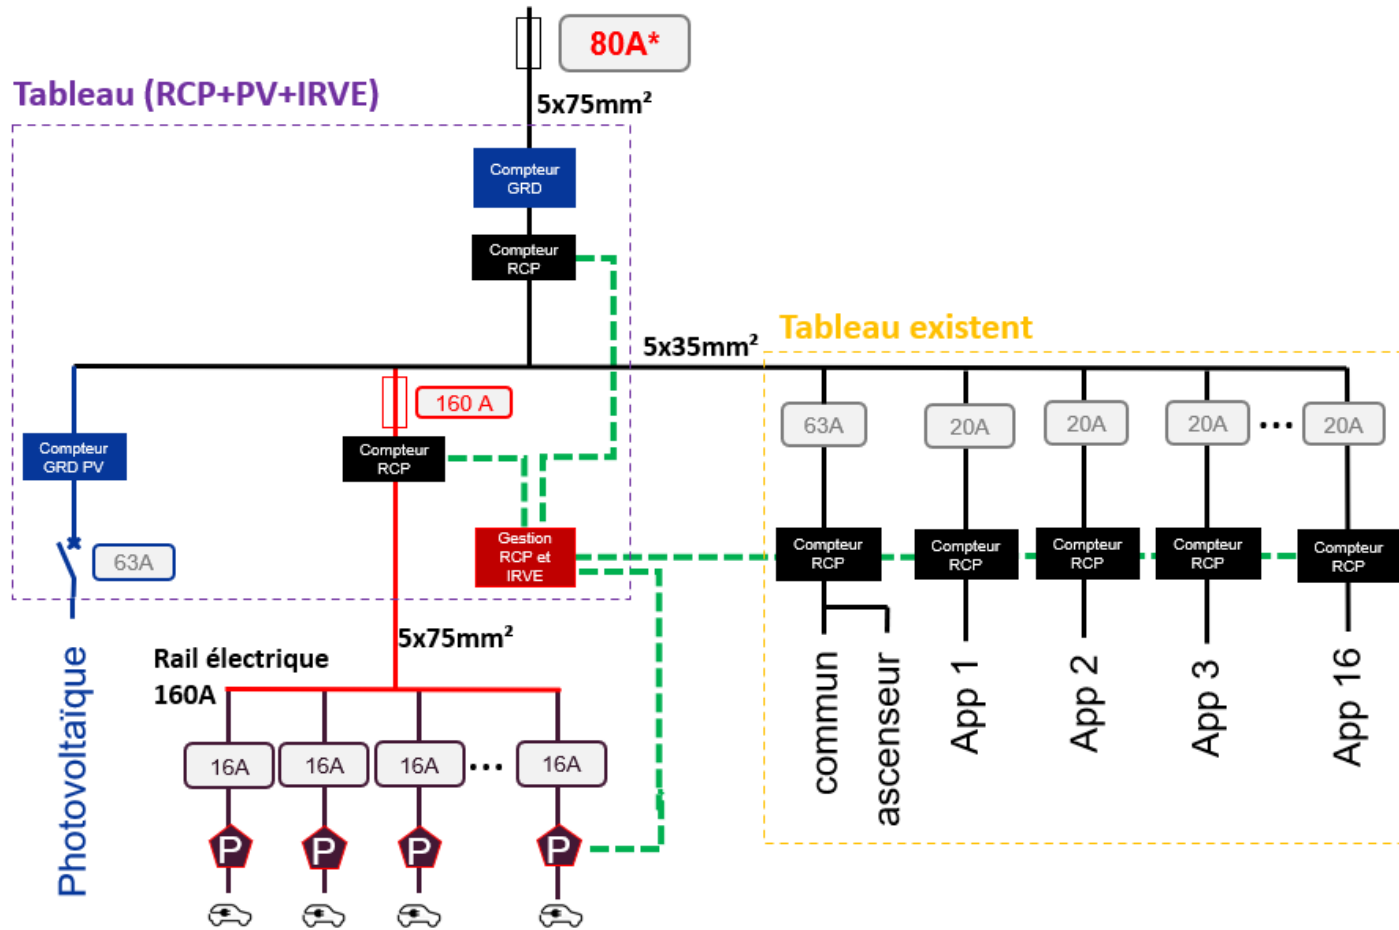 80A*
Tableau (RCP+PV+IRVE)
5x75mm²
Compteur
GRD
Compteur
RCP
Tableau existent
5x35mm²
160 A
63A
20A
20A
20A
...
20A
Compteur
GRD PV
Compteur
RCP
63A
Gestion
RCP et
IRVE
Compteur
RCP
Compteur
RCP
Compteur
RCP
Compteur
RCP
Compteur
RCP
5x75mm²
Rail électrique
160A
Photovoltaïque
commun
ascenseur
App 1
App 2
App 3
App 16
16A
16A
16A
...
16A
P
P
P
P